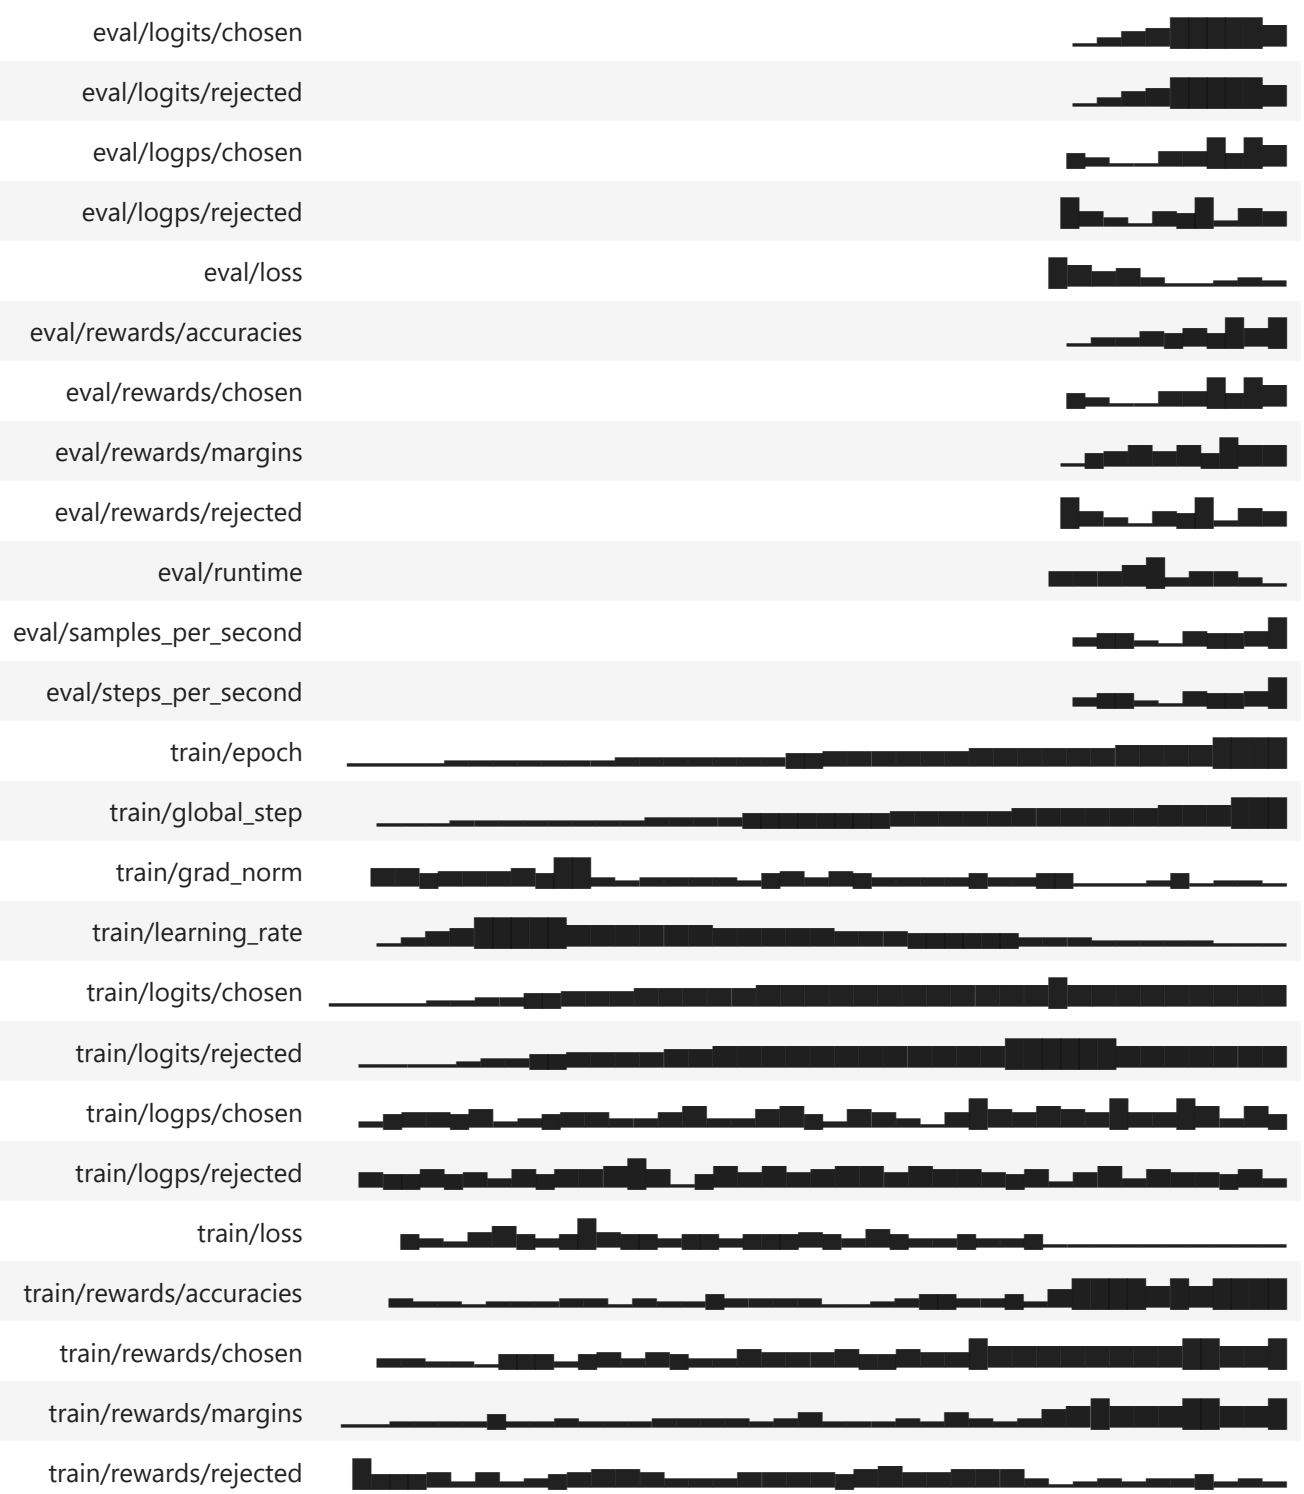 eval/logits/chosen
eval/logits/rejected
eval/logps/chosen
eval/logps/rejected
eval/loss
eval/rewards/accuracies
eval/rewards/chosen
eval/rewards/margins
eval/rewards/rejected
eval/runtime
eval/samples_per_second
eval/steps_per_second
train/epoch
train/global_step
train/grad_norm
train/learning_rate
train/logits/chosen
train/logits/rejected
train/logps/chosen
train/logps/rejected
train/loss
train/rewards/accuracies
train/rewards/chosen
train/rewards/margins
train/rewards/rejected